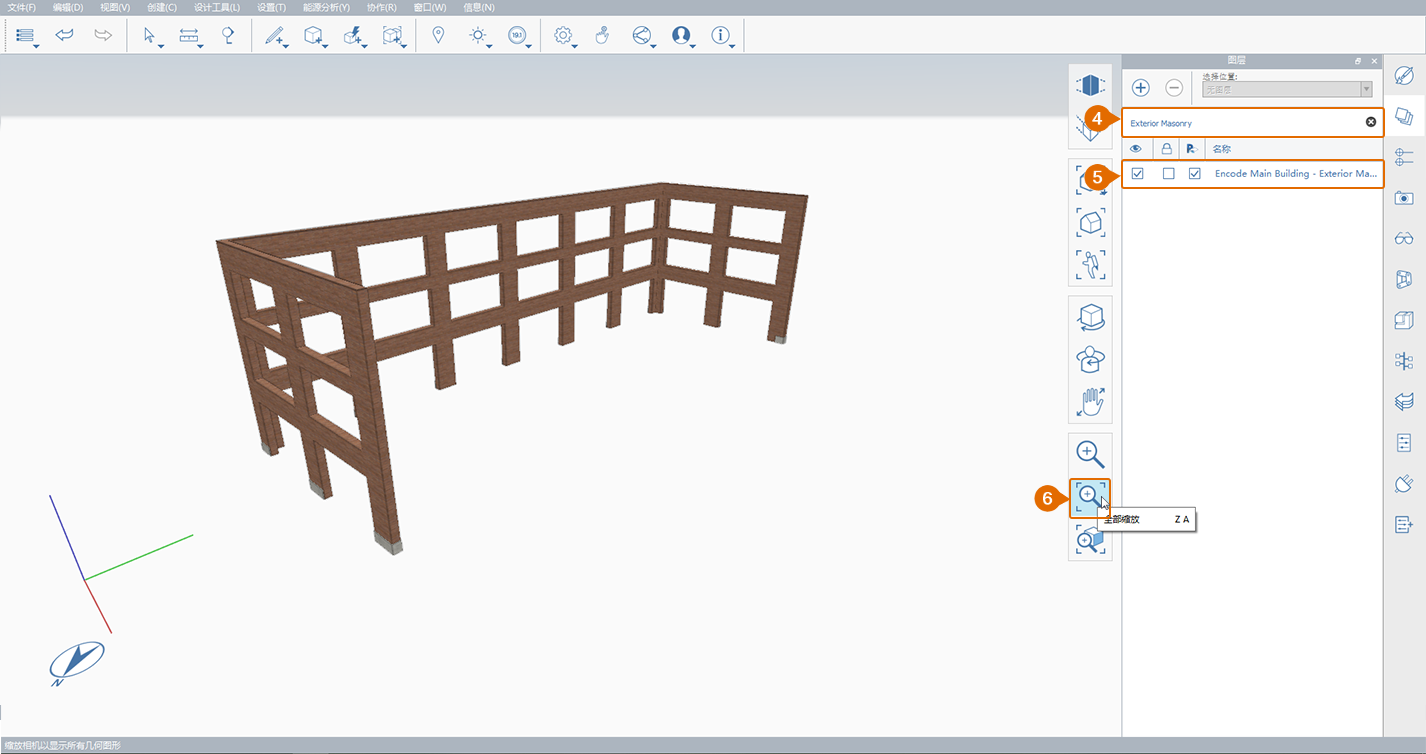 文件(F) 编辑(D) 视图(V) 创建(C) 设计工具(L) 设置(T) 能源分析(Y) 协作(R) 窗口(W) 信息(N)
19.1
图层
选择位置:
无图层
4
Exterior Masonry
名称
5
Encode Main Building - Exterior Ma...
6
全部缩放 Z A
N
缩放相机以显示所有几何图形